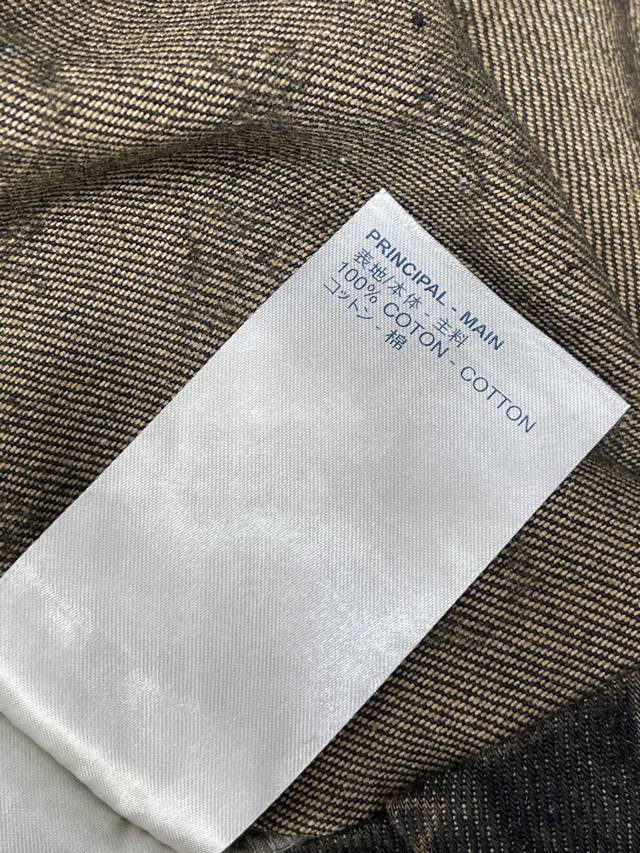 PRINCIPAL - MAIN
表地/本体 - 主料
100% COTON - COTTON
コットン - 棉